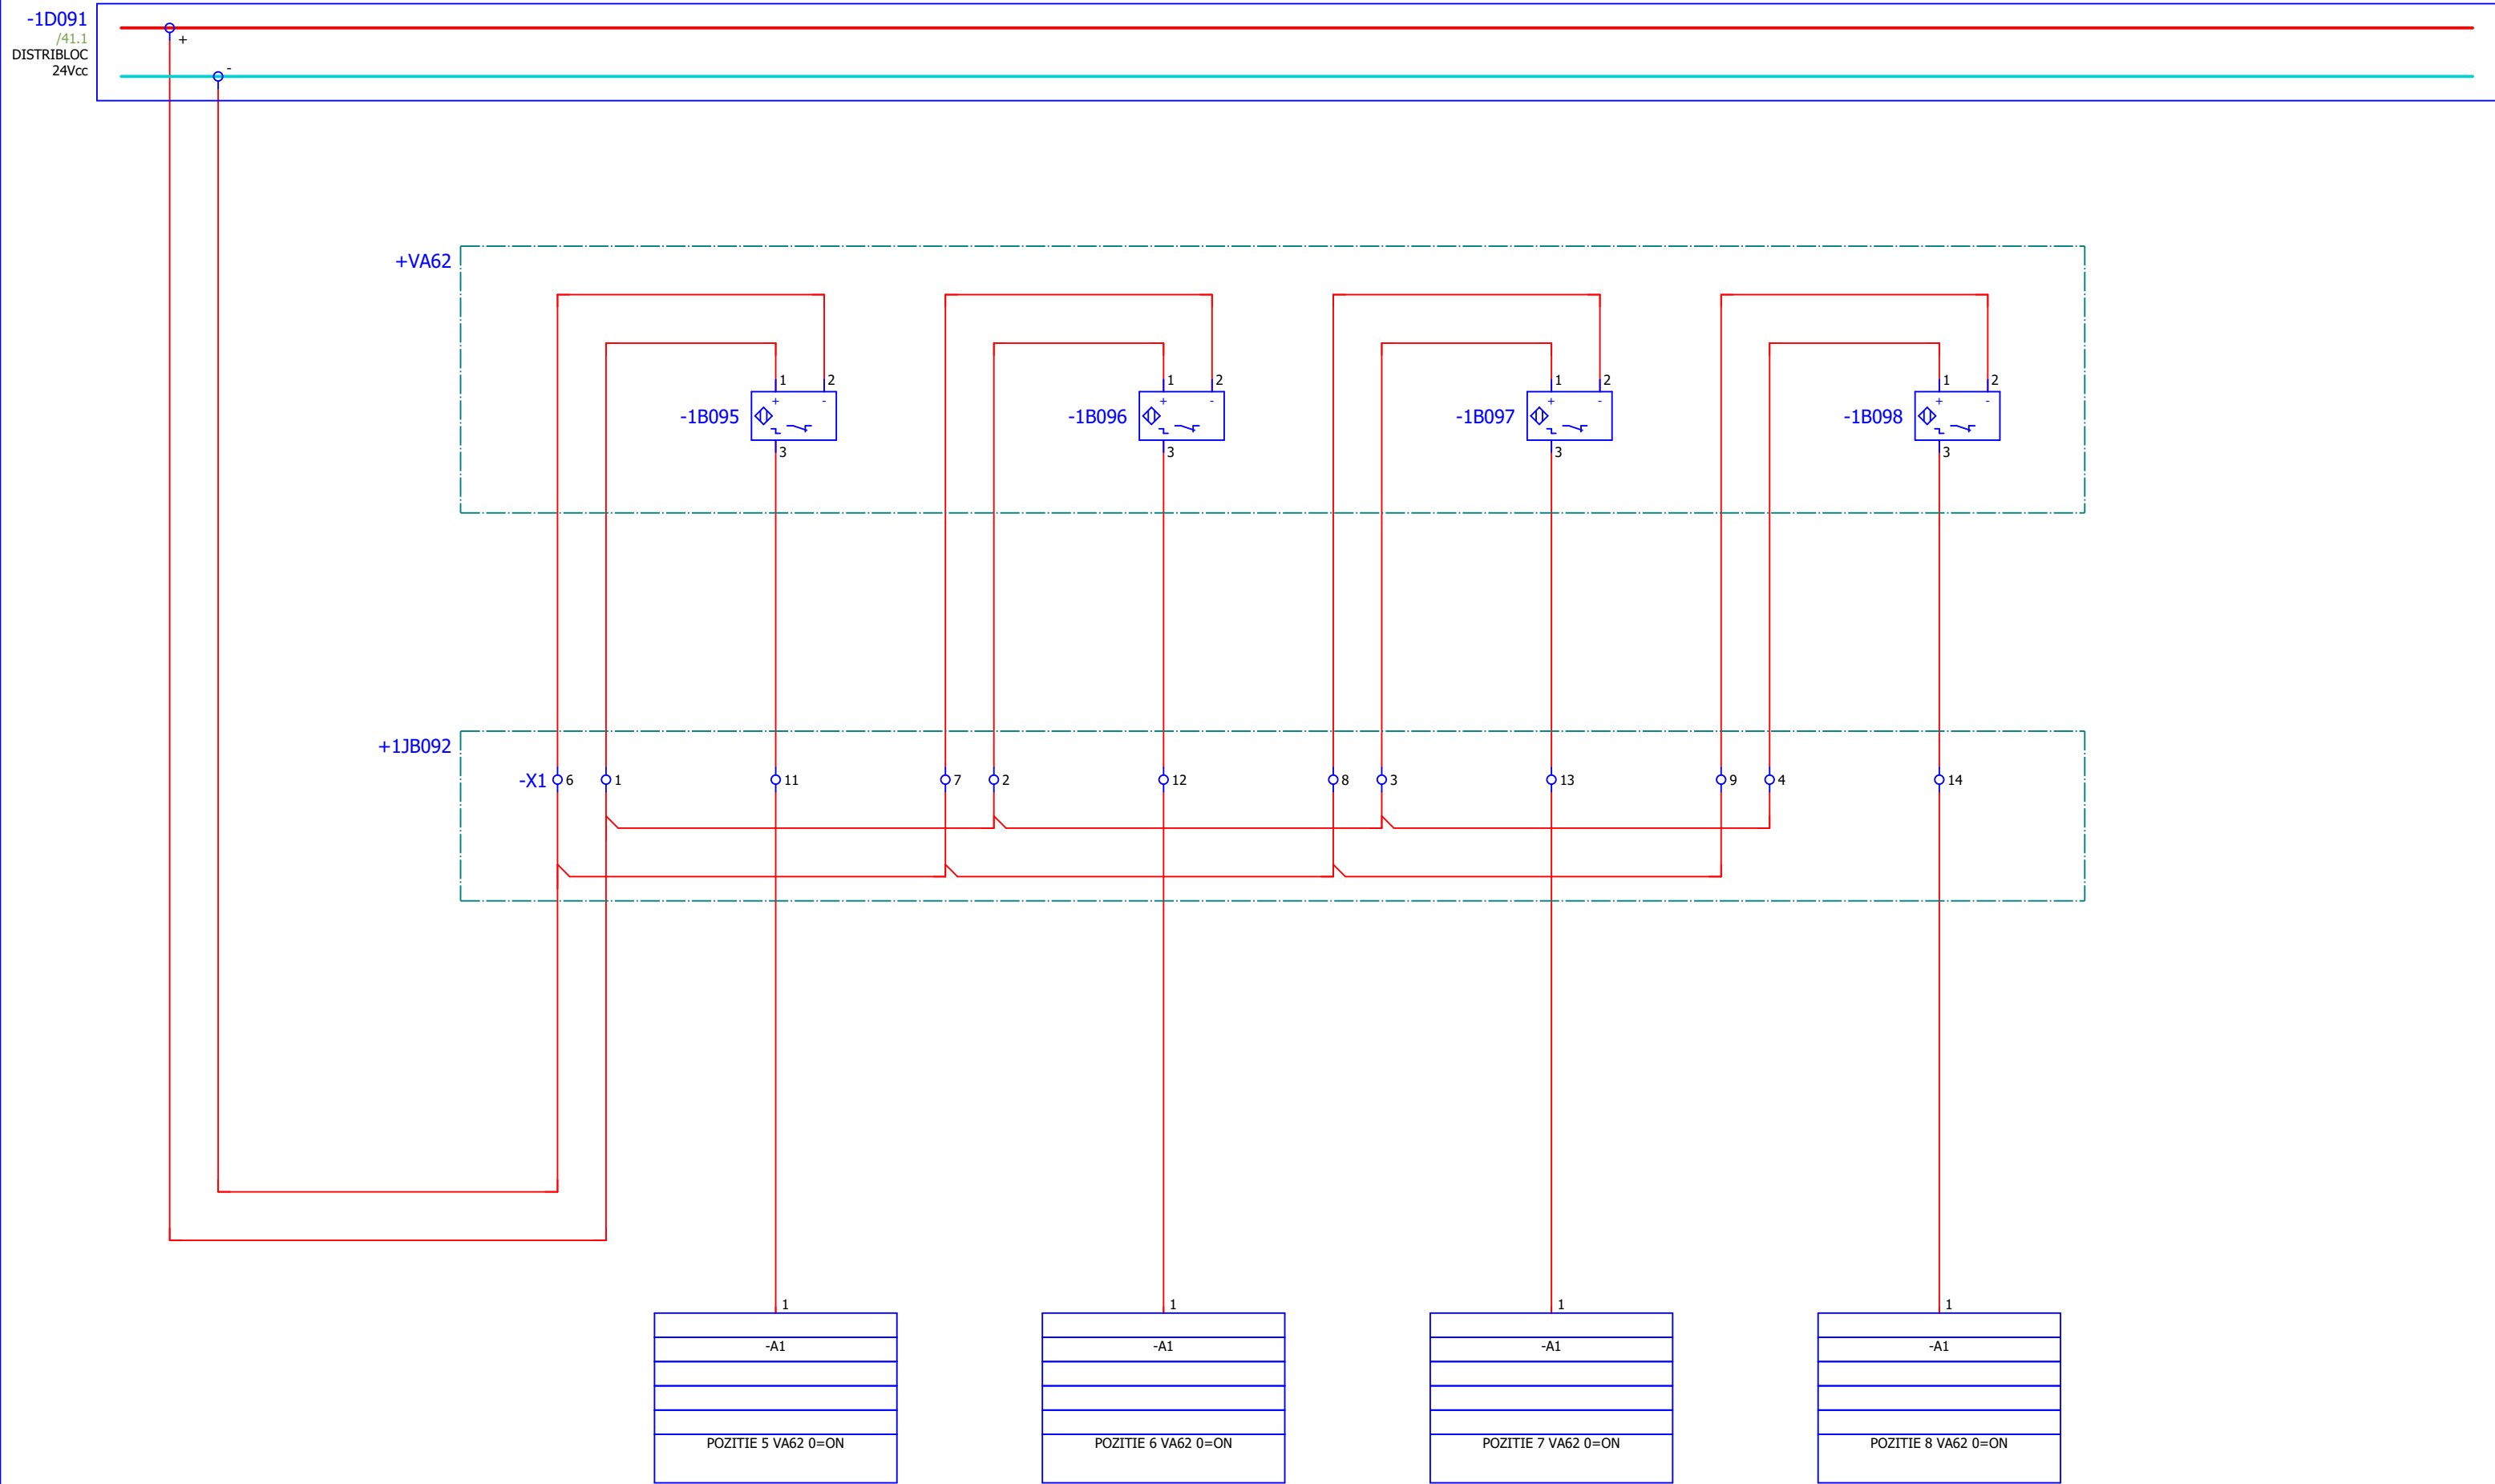 -1D091
/41.1
DISTRIBLOC
24Vcc
+
-
+VA62
1 2 1 2 1 2 1 2
+ - + - + - + -
-1B095 -1B096 -1B097 -1B098
3 3 3 3
+1JB092
-X1 6 1 11 7 2 12 8 3 13 9 4 14
1 1 1 1
-A1 -A1 -A1 -A1
POZITIE 5 VA62 0=ON POZITIE 6 VA62 0=ON POZITIE 7 VA62 0=ON POZITIE 8 VA62 0=ON